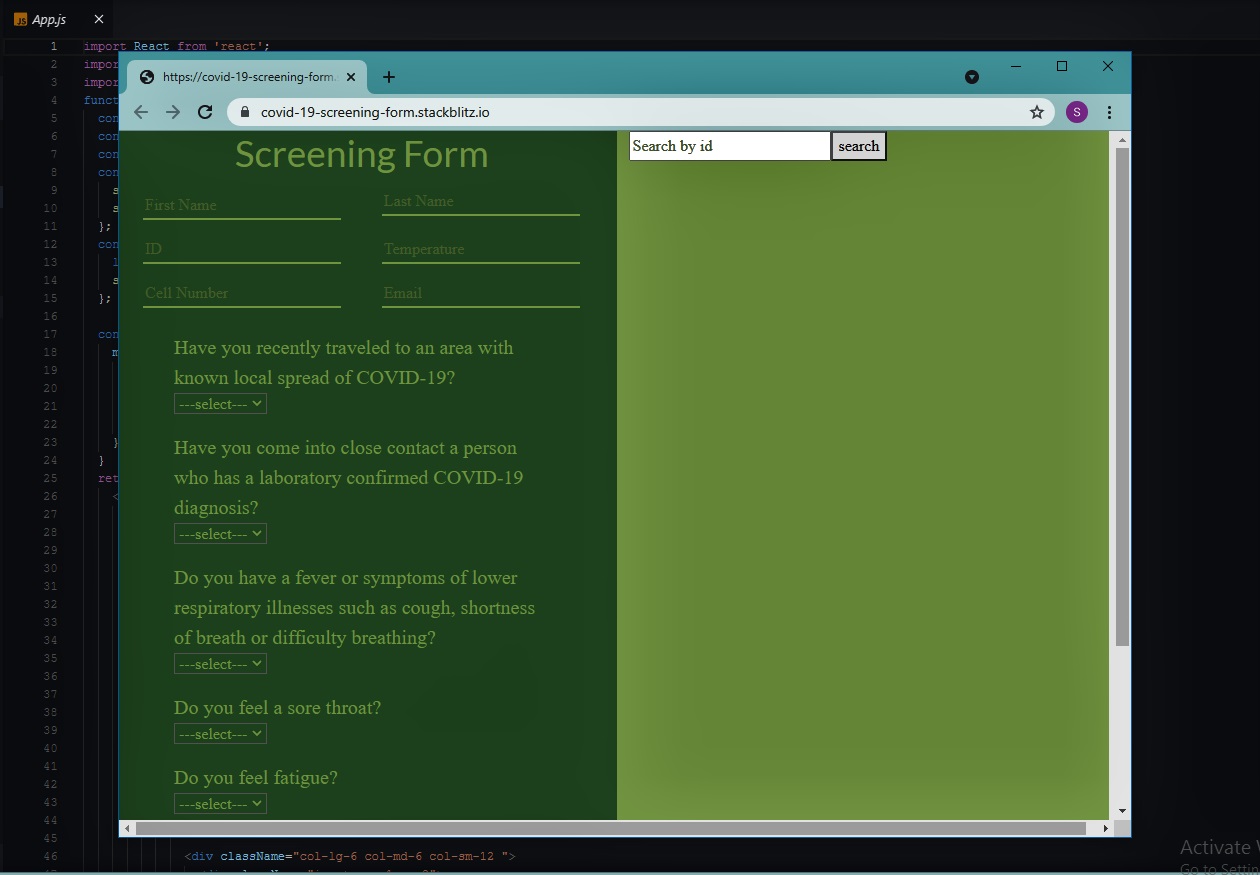 App.js
1 import React from 'react';
2 impor
3 impor
4 funct
5 con
6 con
7 con
8 con
9 s
10 s
11 };
12 con
13 l
14 s
15 };
16
17 con
18 m
19
20
21
22
23 }
24 }
25 ret
26 <
27
28
29
30
31
32
33
34
35
36
37
38
39
40
41
42
43
44
45
46 <div className="col-lg-6 col-md-6 col-sm-12 ">
https://covid-19-screening-form.
covid-19-screening-form.stackblitz.io
S
Screening Form
First Name Last Name
ID Temperature
Cell Number Email
Have you recently traveled to an area with
known local spread of COVID-19?
---select---
Have you come into close contact a person
who has a laboratory confirmed COVID-19
diagnosis?
---select---
Do you have a fever or symptoms of lower
respiratory illnesses such as cough, shortness
of breath or difficulty breathing?
---select---
Do you feel a sore throat?
---select---
Do you feel fatigue?
---select---
Search by id search
Activate W
Go to Settin